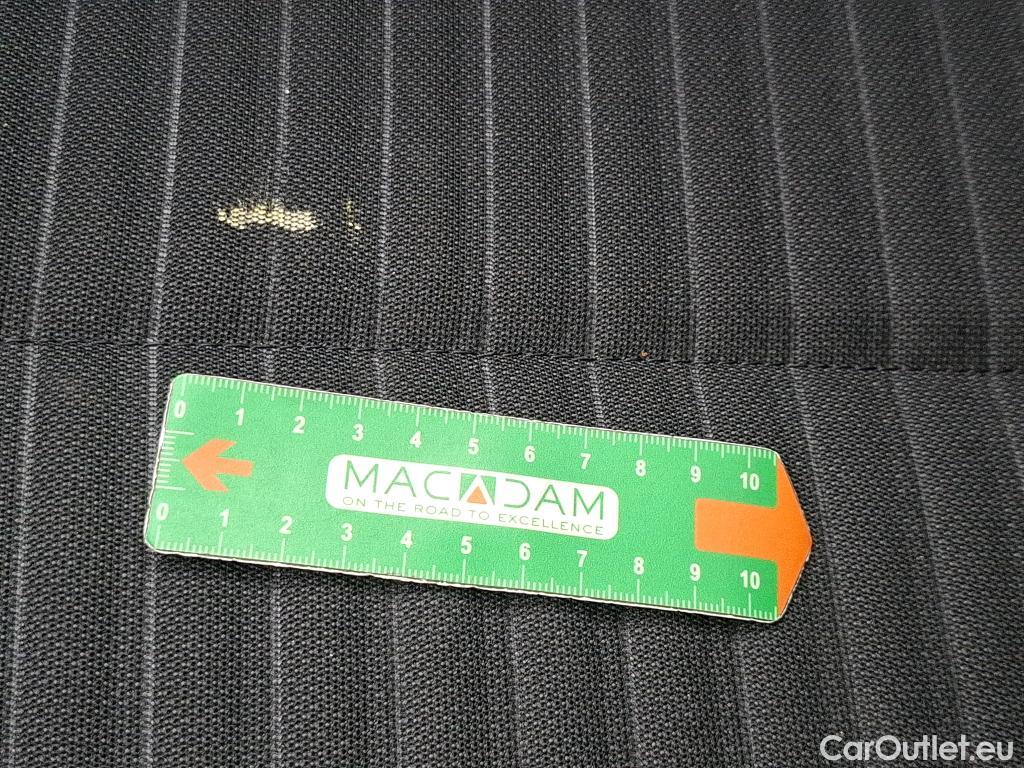 0 1 2 3 4 5 6 7 8 9 10
MACADAM
ON THE ROAD TO EXCELLENCE
0 1 2 3 4 5 6 7 8 9 10
CarOutlet.eu